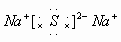 Na⁺[ ⁚ S ⁚ ]²⁻ Na⁺